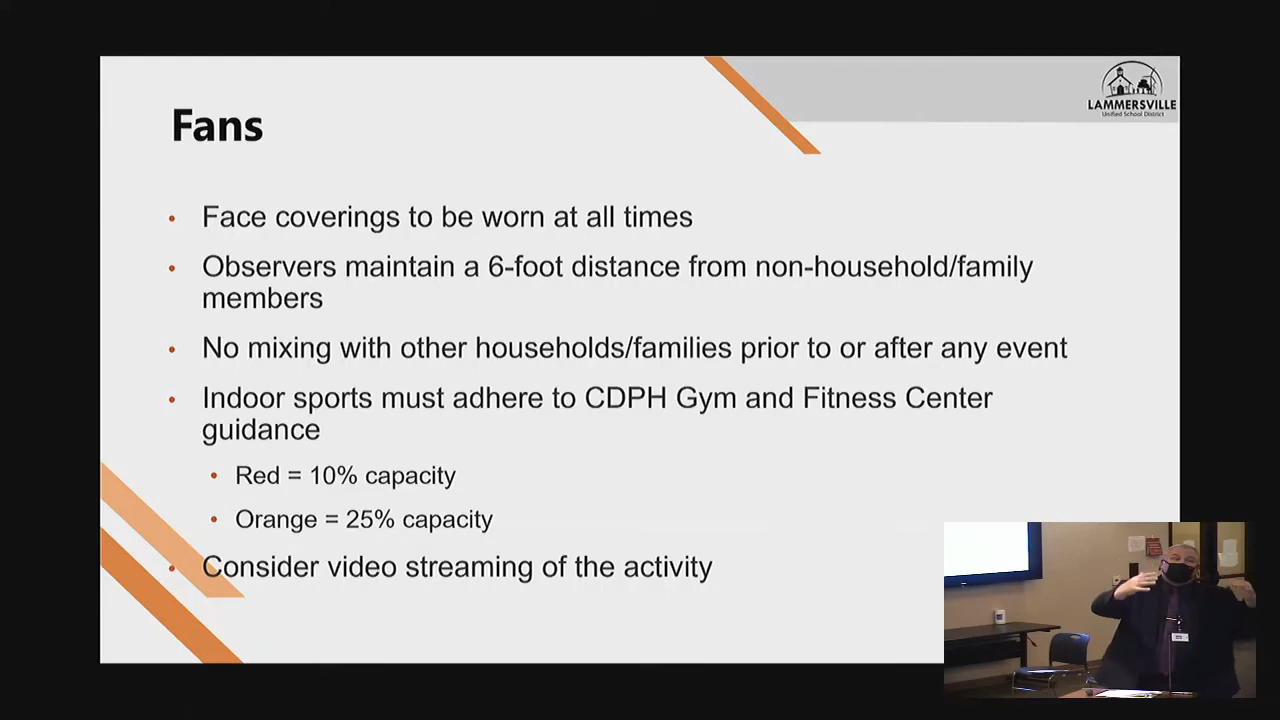 LAMMERSVILLE
Unified School District
Fans
• Face coverings to be worn at all times
• Observers maintain a 6-foot distance from non-household/family
members
• No mixing with other households/families prior to or after any event
• Indoor sports must adhere to CDPH Gym and Fitness Center
guidance
• Red = 10% capacity
• Orange = 25% capacity
• Consider video streaming of the activity